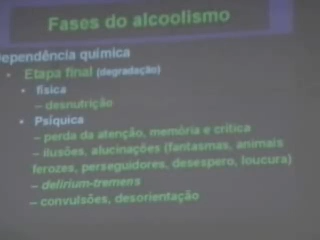 Fases do alcoolismo
Dependência química
• Etapa final (degradação)
• física
– desnutrição
• Psíquica
– perda da atenção, memória e crítica
– ilusões, alucinações (fantasmas, animais
ferozes, perseguidores, desespero, loucura)
– delirium-tremens
– convulsões, desorientação